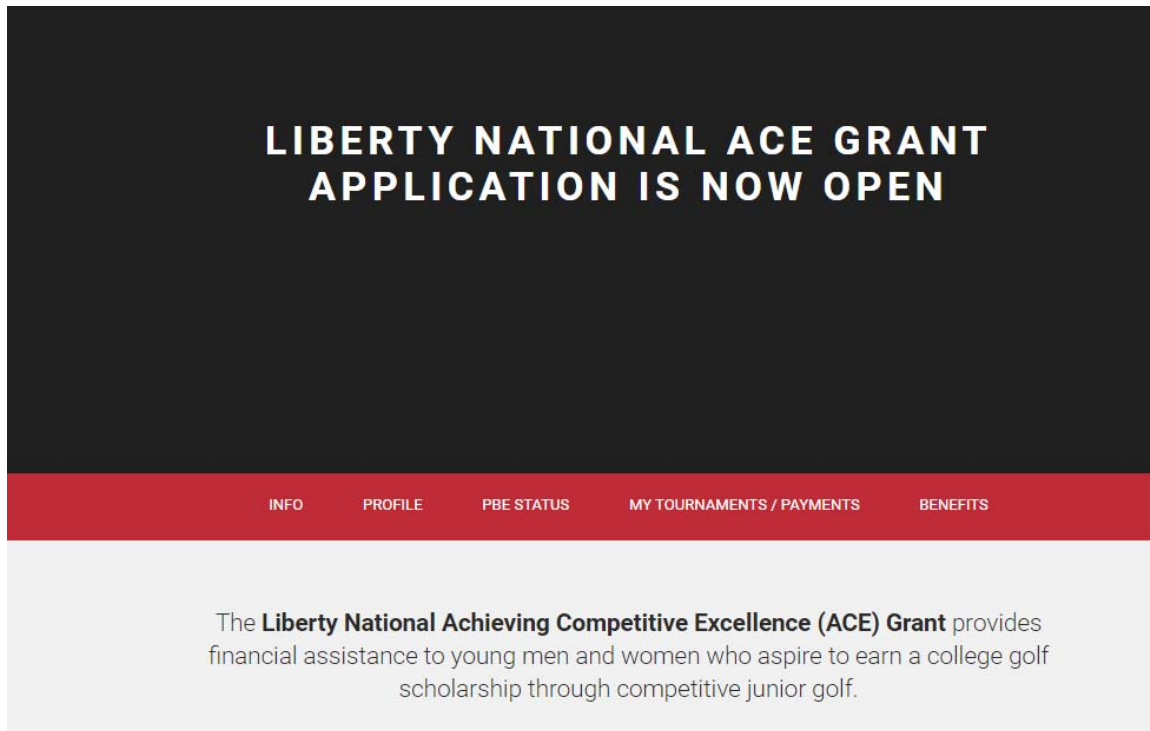 LIBERTY NATIONAL ACE GRANT
APPLICATION IS NOW OPEN
INFO PROFILE PBE STATUS MY TOURNAMENTS / PAYMENTS BENEFITS
The Liberty National Achieving Competitive Excellence (ACE) Grant provides
financial assistance to young men and women who aspire to earn a college golf
scholarship through competitive junior golf.